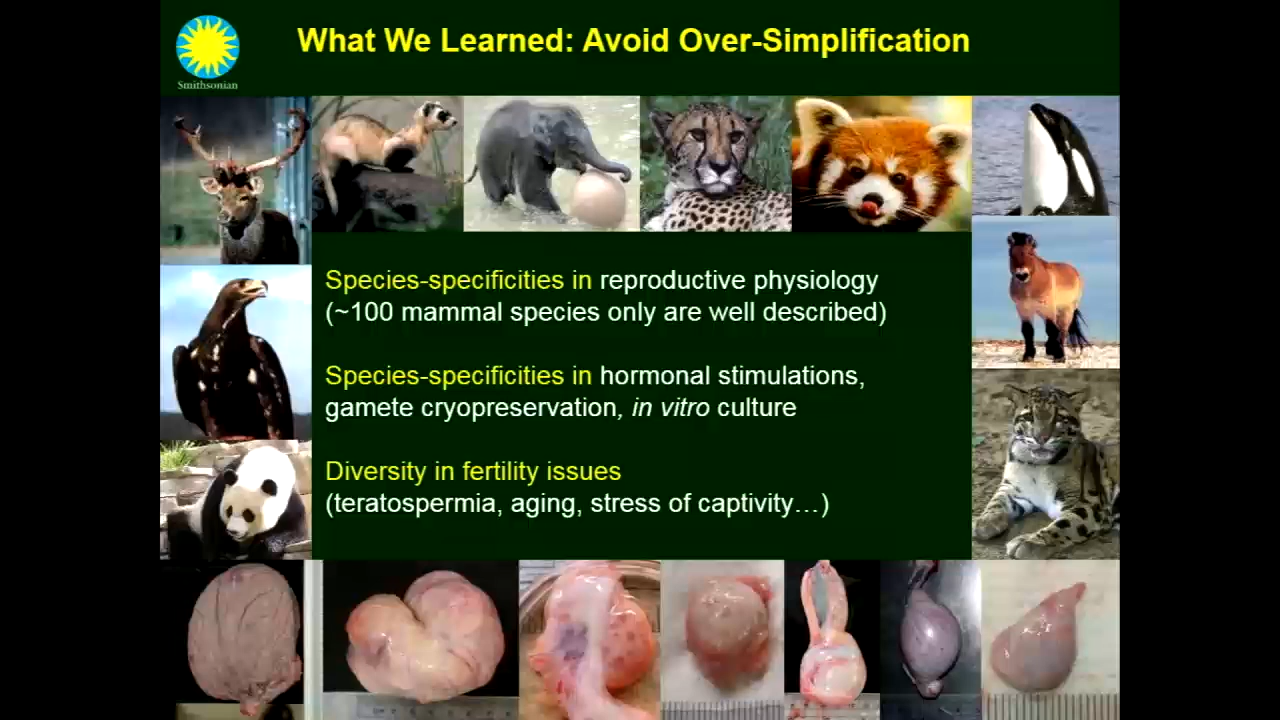 What We Learned: Avoid Over-Simplification
Smithsonian
Species-specificities in reproductive physiology
(~100 mammal species only are well described)
Species-specificities in hormonal stimulations,
gamete cryopreservation, in vitro culture
Diversity in fertility issues
(teratospermia, aging, stress of captivity…)